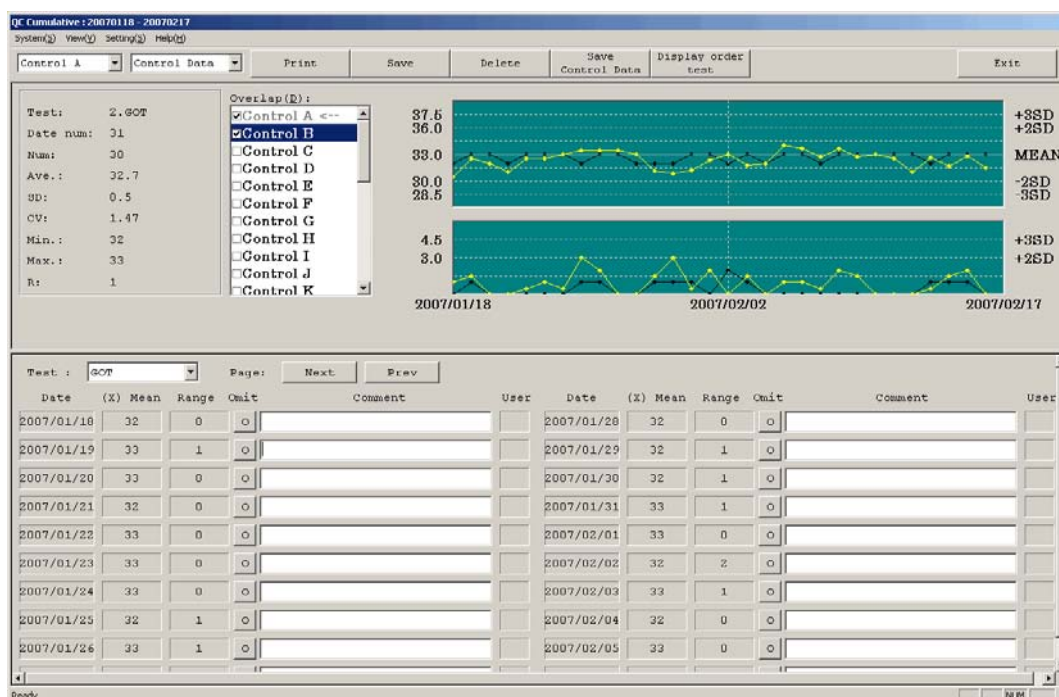 QC Cumulative : 20070118 - 20070217
System(S) View(V) Setting(S) Help(H)
Control A Control Data Print Save Delete Save Control Data Display order test Exit
Test: 2.GOT
Date num: 31
Num: 30
Ave.: 32.7
SD: 0.5
CV: 1.47
Min.: 32
Max.: 33
R: 1
Overlap(D):
Control A <--
Control B
Control C
Control D
Control E
Control F
Control G
Control H
Control I
Control J
Control K
37.5 +3SD
36.0 +2SD
33.0 MEAN
30.0 -2SD
28.5 -3SD
4.5 +3SD
3.0 +2SD
2007/01/18 2007/02/02 2007/02/17
Test : GOT Page: Next Prev
Date (X) Mean Range Omit Comment User Date (X) Mean Range Omit Comment User
2007/01/18 32 0 O 2007/01/28 32 0 O
2007/01/19 33 1 O 2007/01/29 32 1 O
2007/01/20 33 0 O 2007/01/30 32 1 O
2007/01/21 32 0 O 2007/01/31 33 1 O
2007/01/22 33 0 O 2007/02/01 33 0 O
2007/01/23 33 0 O 2007/02/02 32 2 O
2007/01/24 33 0 O 2007/02/03 33 1 O
2007/01/25 32 1 O 2007/02/04 32 0 O
2007/01/26 33 1 O 2007/02/05 33 0 O
Ready NUM